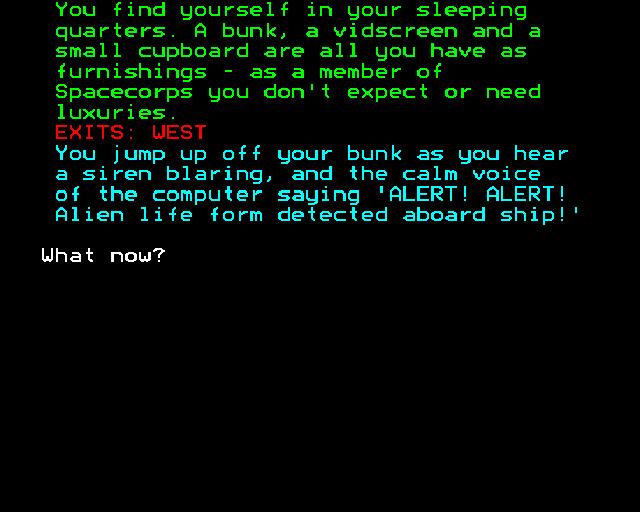 You find yourself in your sleeping
quarters. A bunk, a vidscreen and a
small cupboard are all you have as
furnishings - as a member of
Spacecorps you don't expect or need
luxuries.
EXITS: WEST
You jump up off your bunk as you hear
a siren blaring, and the calm voice
of the computer saying 'ALERT! ALERT!
Alien life form detected aboard ship!'
What now?